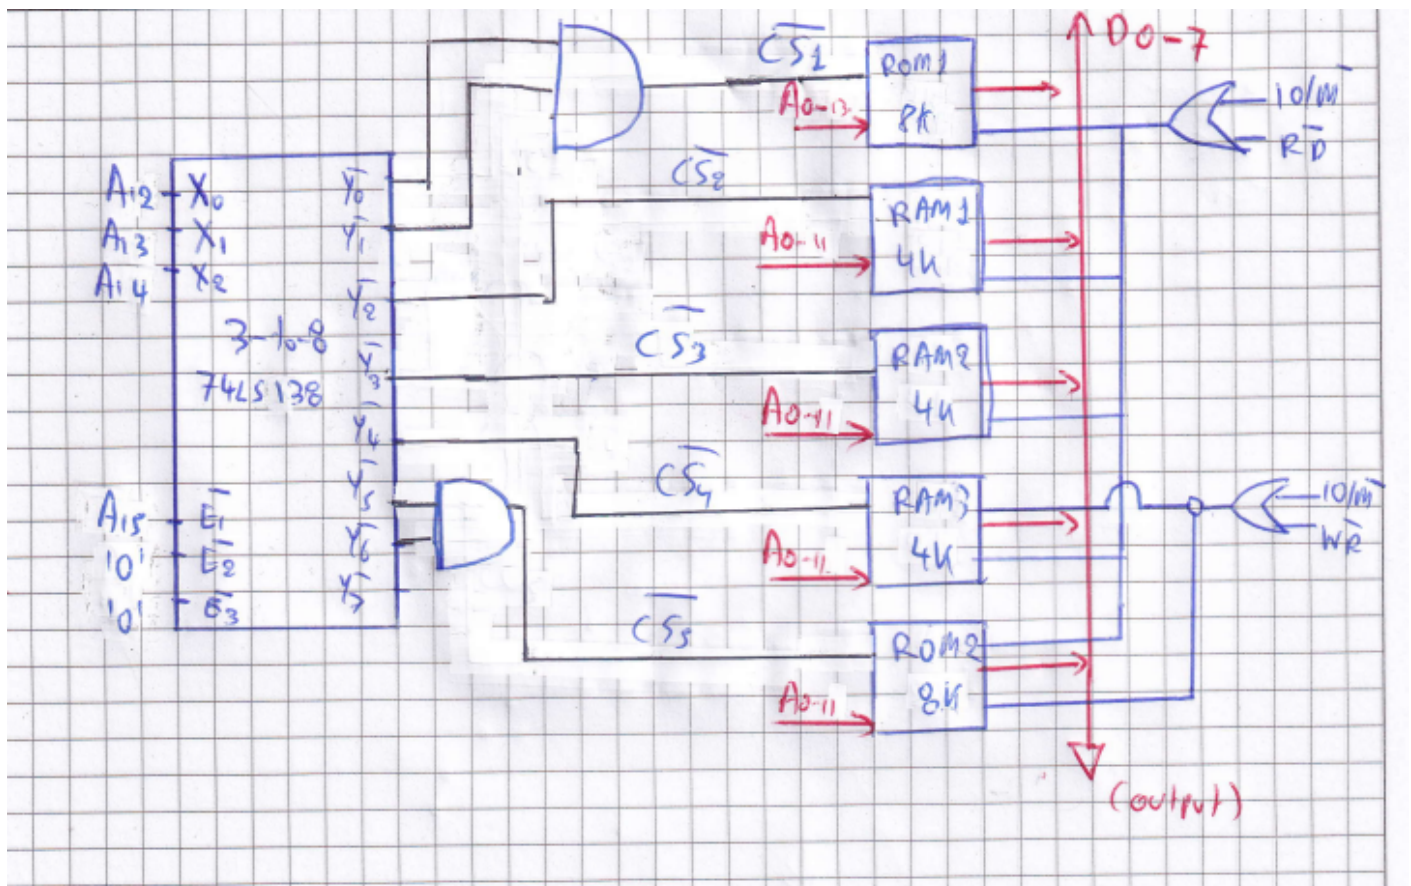 CS1
D0-7
ROM1
8K
A0-13
IO/M
RD
CS2
A12 X0 Y0
A13 X1 Y1
A14 X2
Y2
RAM1
4K
A0-11
3-to-8
74LS138
Y3
CS3
RAM2
4K
A0-11
Y4
Y5
CS4
RAM3
4K
A0-11
IO/M
WR
A15 E1
'0' E2 Y6
'0' E3 Y7
CS5
ROM2
8K
A0-11
(output)